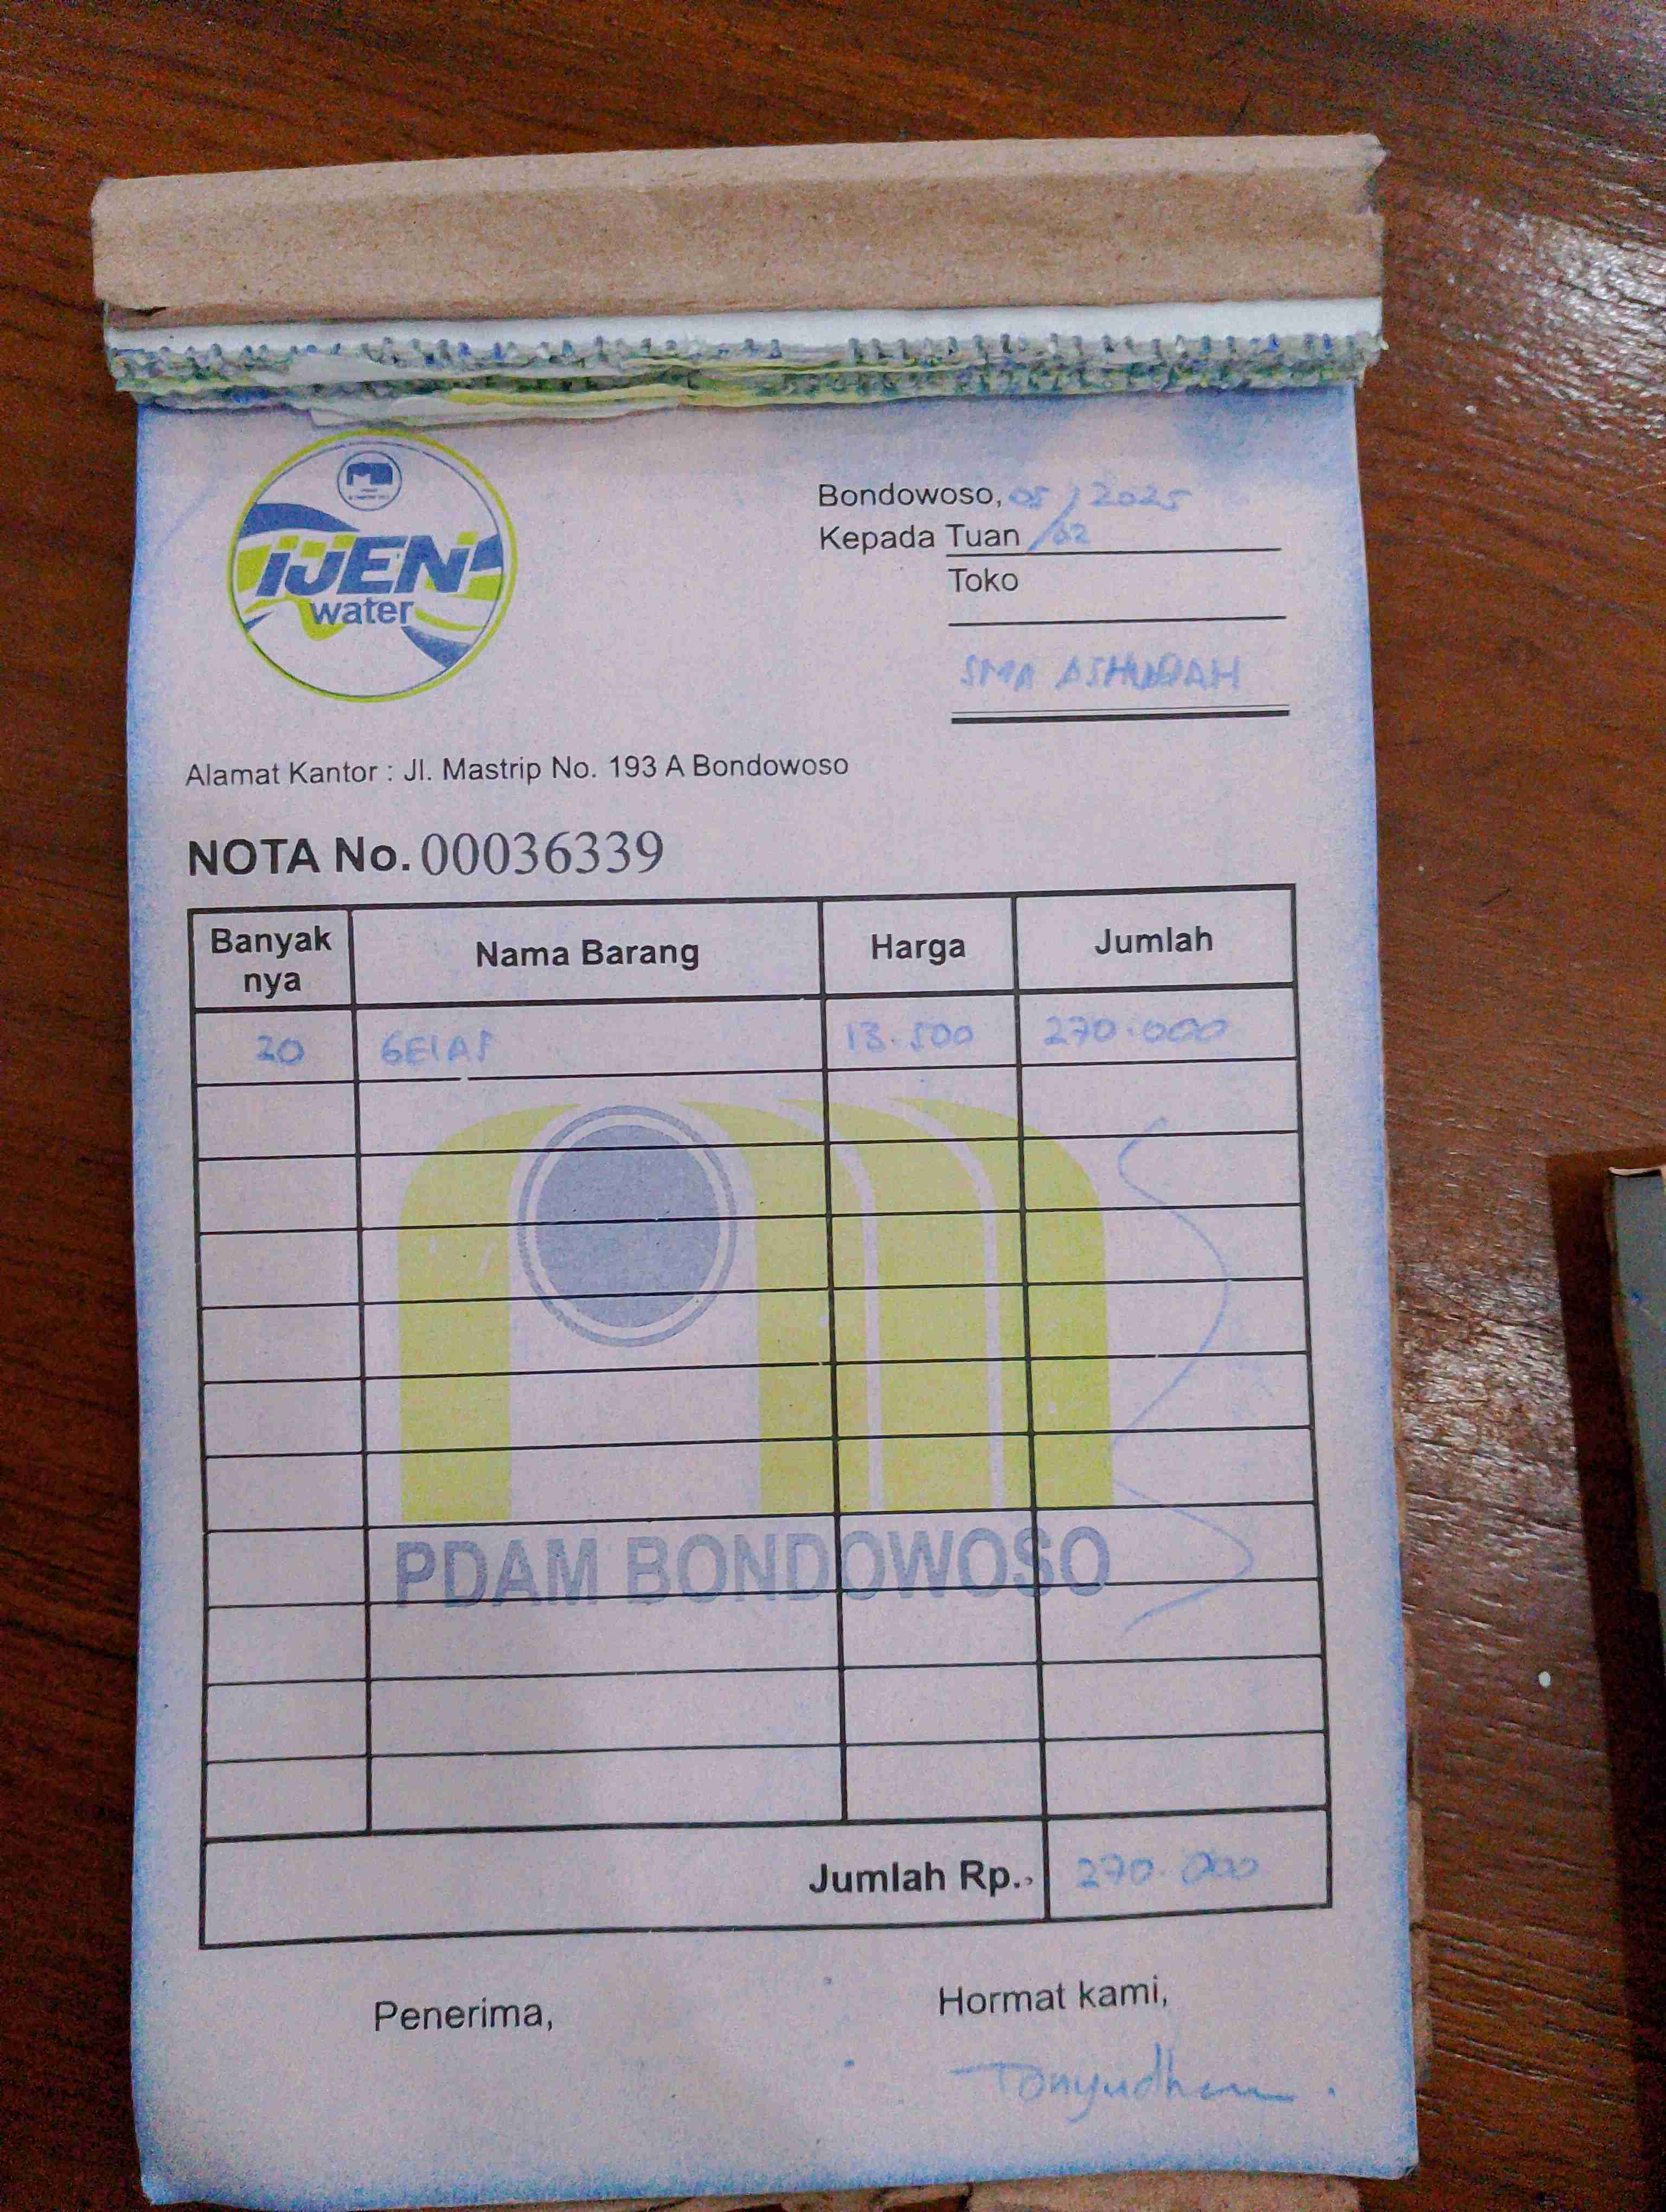 IJEN
water
Bondowoso, 05/02/2025
Kepada Tuan
Toko
SMA ASHUDDAH
Alamat Kantor : Jl. Mastrip No. 193 A Bondowoso
NOTA No. 00036339
Banyak nya Nama Barang Harga Jumlah
20 GELAS 13.500 270.000
PDAM BONDOWOSO
Jumlah Rp., 270.000
Penerima, Hormat kami,